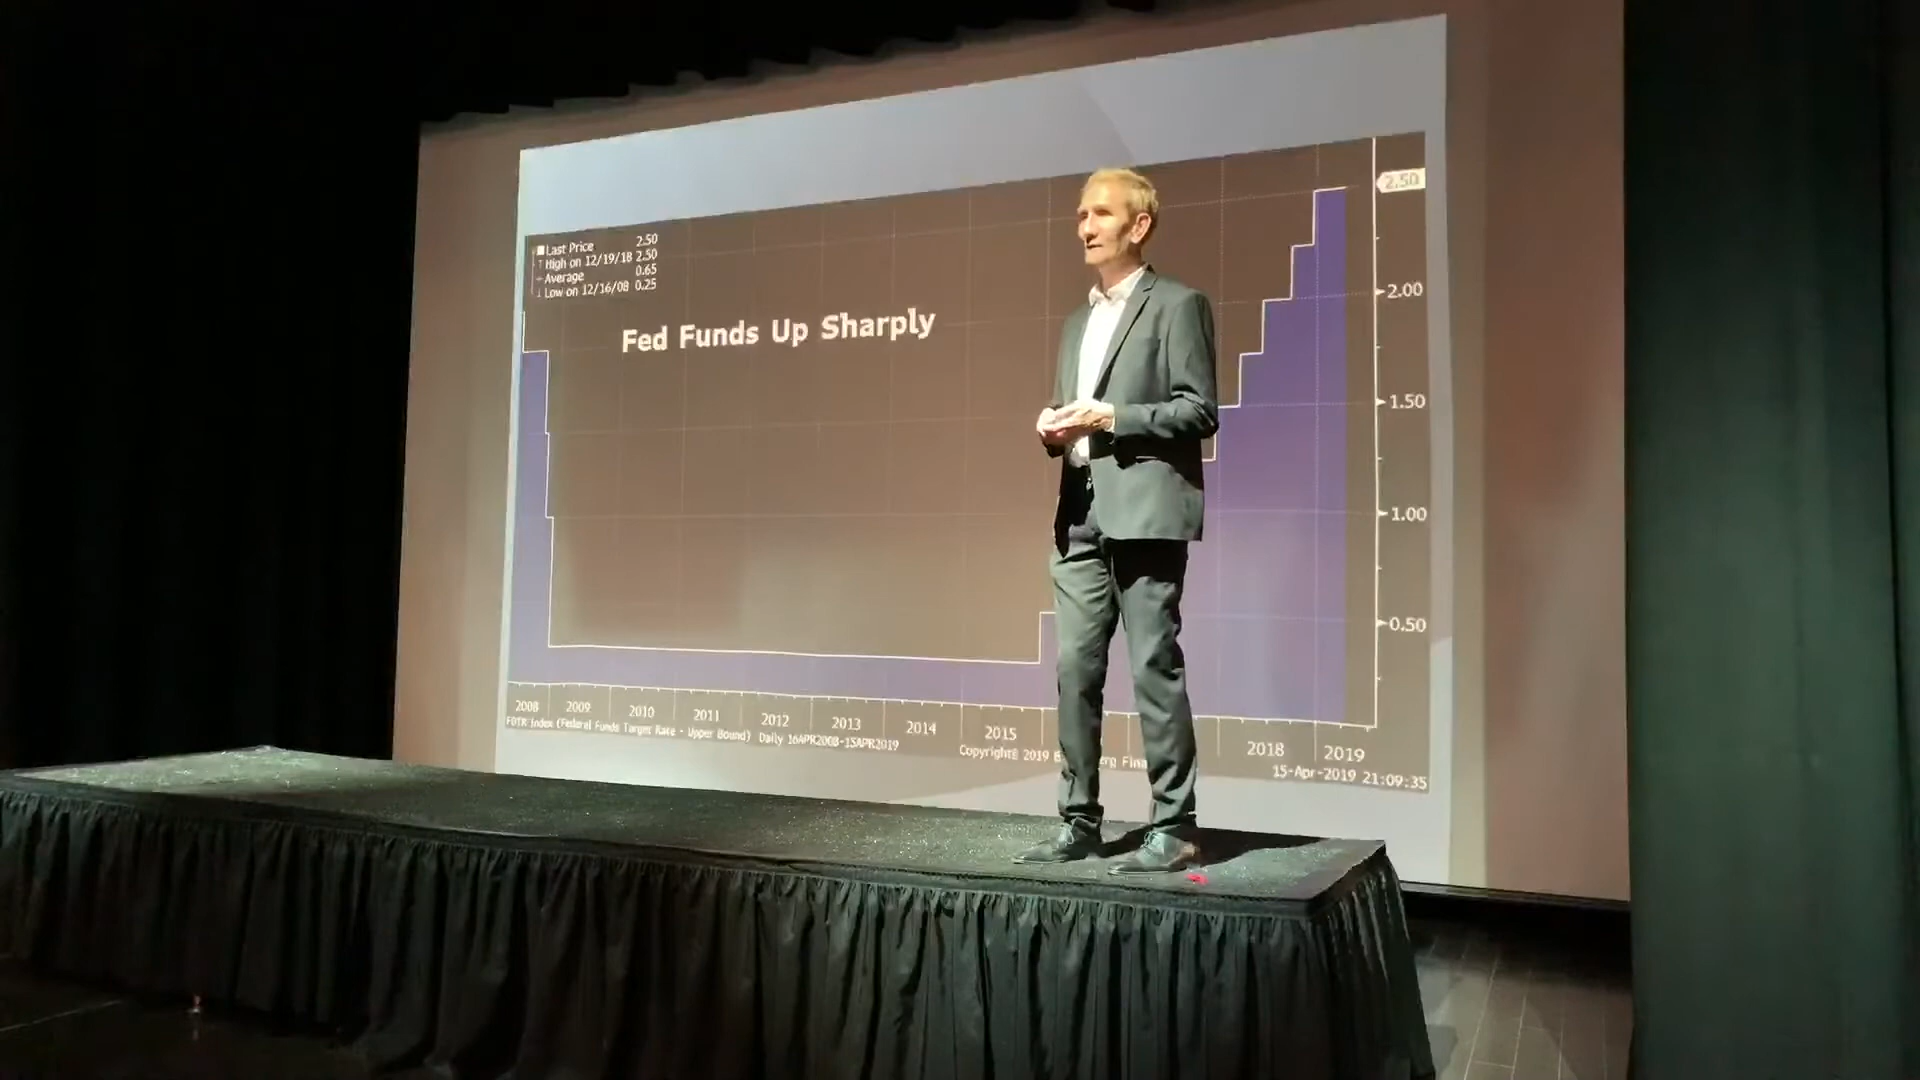 Last Price 2.50
High on 12/19/18 2.50
Average 0.65
Low on 12/16/08 0.25
Fed Funds Up Sharply
2.50
2.00
1.50
1.00
0.50
2008 2009 2010 2011 2012 2013 2014 2015 2018 2019
FDTR Index (Federal Funds Target Rate - Upper Bound) Daily 16APR2008-15APR2019
Copyright© 2019
15-Apr-2019 21:09:35